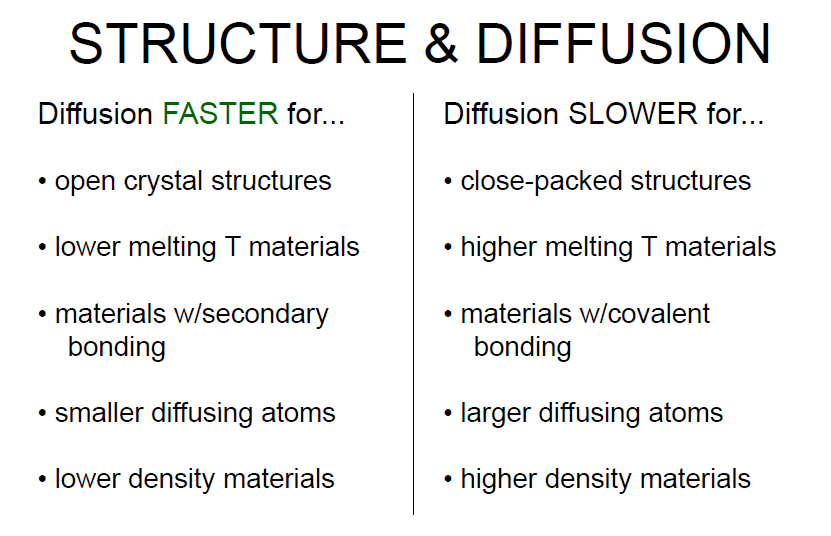 STRUCTURE & DIFFUSION
Diffusion FASTER for...
• open crystal structures
• lower melting T materials
• materials w/secondary
bonding
• smaller diffusing atoms
• lower density materials
Diffusion SLOWER for...
• close-packed structures
• higher melting T materials
• materials w/covalent
bonding
• larger diffusing atoms
• higher density materials